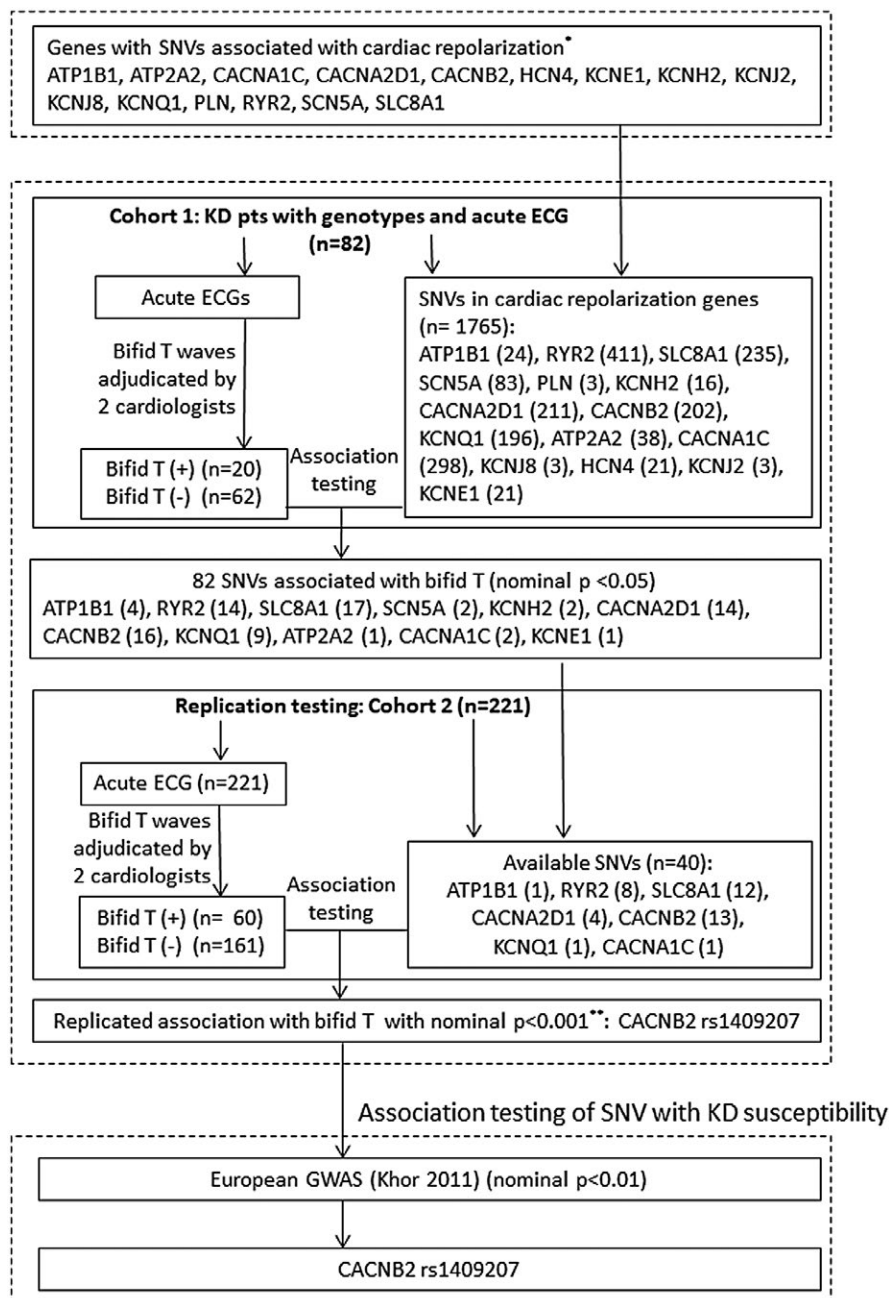 Genes with SNVs associated with cardiac repolarization*
ATP1B1, ATP2A2, CACNA1C, CACNA2D1, CACNB2, HCN4, KCNE1, KCNH2, KCNJ2,
KCNJ8, KCNQ1, PLN, RYR2, SCN5A, SLC8A1
Cohort 1: KD pts with genotypes and acute ECG
(n=82)
Acute ECGs
Bifid T waves
adjudicated by
2 cardiologists
Bifid T (+) (n=20)
Bifid T (-) (n=62)
Association
testing
SNVs in cardiac repolarization genes
(n= 1765):
ATP1B1 (24), RYR2 (411), SLC8A1 (235),
SCN5A (83), PLN (3), KCNH2 (16),
CACNA2D1 (211), CACNB2 (202),
KCNQ1 (196), ATP2A2 (38), CACNA1C
(298), KCNJ8 (3), HCN4 (21), KCNJ2 (3),
KCNE1 (21)
82 SNVs associated with bifid T (nominal p <0.05)
ATP1B1 (4), RYR2 (14), SLC8A1 (17), SCN5A (2), KCNH2 (2), CACNA2D1 (14),
CACNB2 (16), KCNQ1 (9), ATP2A2 (1), CACNA1C (2), KCNE1 (1)
Replication testing: Cohort 2 (n=221)
Acute ECG (n=221)
Bifid T waves
adjudicated by
2 cardiologists
Bifid T (+) (n= 60)
Bifid T (-) (n=161)
Association
testing
Available SNVs (n=40):
ATP1B1 (1), RYR2 (8), SLC8A1 (12),
CACNA2D1 (4), CACNB2 (13),
KCNQ1 (1), CACNA1C (1)
Replicated association with bifid T with nominal p<0.001**: CACNB2 rs1409207
Association testing of SNV with KD susceptibility
European GWAS (Khor 2011) (nominal p<0.01)
CACNB2 rs1409207